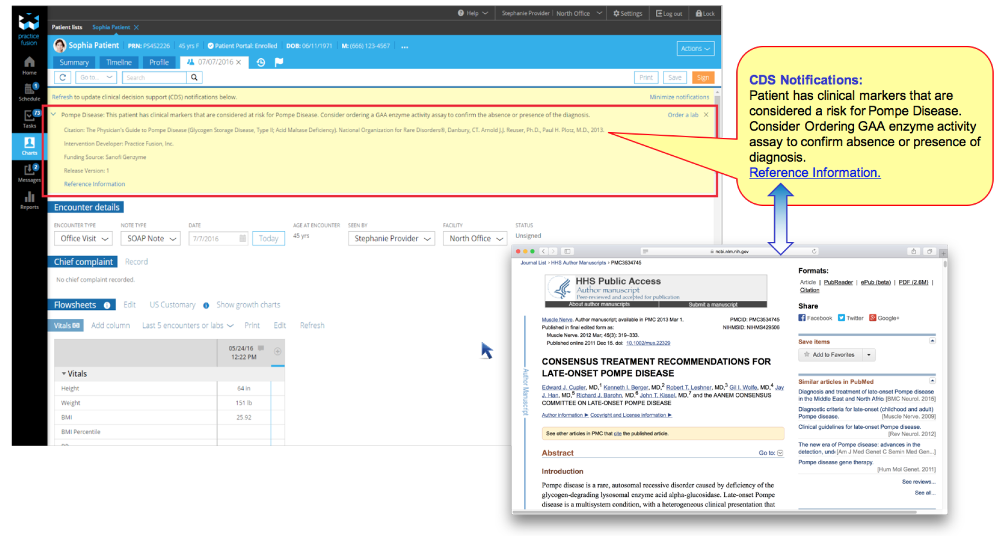 Help
Stephanie Provider | North Office
Settings
Log out
Lock
practice
fusion
Patient lists
Sophia Patient ×
Sophia Patient
PRN: PS452226
45 yrs F
Patient Portal: Enrolled
DOB: 06/11/1971
M: (666) 123-4567
...
Actions
Summary
Timeline
Profile
07/07/2016 ×
Home
1
Schedule
73
Tasks
Charts
2
Messages
Reports
Go to...
Search
Print
Save
Sign
Refresh to update clinical decision support (CDS) notifications below.
Minimize notifications
Pompe Disease: This patient has clinical markers that are considered at risk for Pompe Disease. Consider ordering a GAA enzyme activity assay to confirm the absence or presence of the diagnosis.
Order a lab ×
Citation: The Physician's Guide to Pompe Disease (Glycogen Storage Disease, Type II; Acid Maltase Deficiency). National Organization for Rare Disorders®, Danbury, CT. Arnold J.J. Reuser, Ph.D., Paul H. Plotz, M.D., 2013.
Intervention Developer: Practice Fusion, Inc.
Funding Source: Sanofi Genzyme
Release Version: 1
Reference Information
CDS Notifications:
Patient has clinical markers that are
considered a risk for Pompe Disease.
Consider Ordering GAA enzyme activity
assay to confirm absence or presence of
diagnosis.
Reference Information.
Encounter details
ENCOUNTER TYPE
NOTE TYPE
DATE
AGE AT ENCOUNTER
SEEN BY
FACILITY
STATUS
Office Visit
SOAP Note
7/7/2016
Today
45 yrs
Stephanie Provider
North Office
Unsigned
Chief complaint
Record
No chief complaint recorded.
Flowsheets
Edit
US Customary
Show growth charts
Vitals
Add column
Last 5 encounters or labs
Print
Edit
Refresh
05/24/16
12:22 PM
Vitals
Height
64 in
Weight
151 lb
BMI
25.92
BMI Percentile
ncbi.nlm.nih.gov
Journal List › HHS Author Manuscripts › PMC3534745
HHS Public Access
Author manuscript
Peer-reviewed and accepted for publication
About author manuscripts
Submit a manuscript
Author Manuscript
Muscle Nerve. Author manuscript; available in PMC 2013 Mar 1.
PMCID: PMC3534745
Published in final edited form as:
NIHMSID: NIHMS429506
Muscle Nerve. 2012 Mar; 45(3): 319–333.
Published online 2011 Dec 15. doi: 10.1002/mus.22329
CONSENSUS TREATMENT RECOMMENDATIONS FOR
LATE-ONSET POMPE DISEASE
Edward J. Cupler, MD,1 Kenneth I. Berger, MD,2 Robert T. Leshner, MD,3 Gil I. Wolfe, MD,4 Jay
J. Han, MD,5 Richard J. Barohn, MD,6 John T. Kissel, MD,7 and the AANEM CONSENSUS
COMMITTEE ON LATE-ONSET POMPE DISEASE
Author information ► Copyright and License information ►
See other articles in PMC that cite the published article.
Abstract
Go to:
Introduction
Pompe disease is a rare, autosomal recessive disorder caused by deficiency of the
glycogen-degrading lysosomal enzyme acid alpha-glucosidase. Late-onset Pompe
disease is a multisystem condition, with a heterogeneous clinical presentation that
Formats:
Article | PubReader | ePub (beta) | PDF (2.6M) |
Citation
Share
Facebook
Twitter
Google+
Save items
Add to Favorites
Similar articles in PubMed
Diagnosis and treatment of late-onset Pompe disease
in the Middle East and North Afric [BMC Neurol. 2015]
Diagnostic criteria for late-onset (childhood and adult)
Pompe disease. [Muscle Nerve. 2009]
Clinical guidelines for late-onset Pompe disease.
[Rev Neurol. 2012]
The new era of Pompe disease: advances in the
detection, und [Am J Med Genet C Semin Med Gen...]
Pompe disease gene therapy.
[Hum Mol Genet. 2011]
See reviews...
See all...